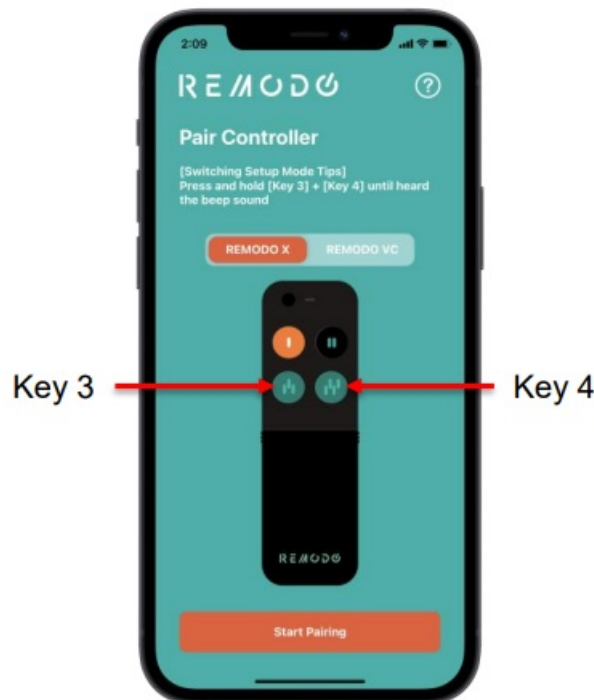 2:09
REMODO
?
Pair Controller
[Switching Setup Mode Tips]
Press and hold [Key 3] + [Key 4] until heard
the beep sound
REMODO X REMODO VC
Key 3 Key 4
REMODO
Start Pairing